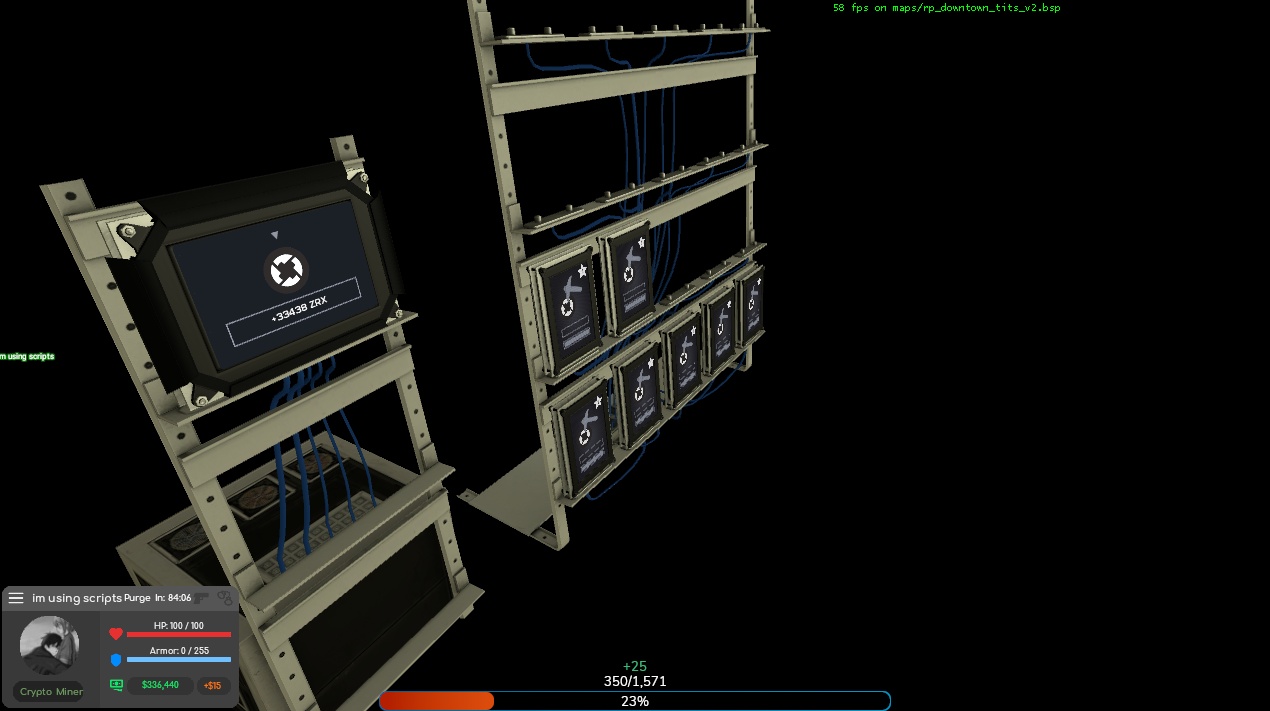 58 fps on maps/rp_downtown_tits_v2.bsp
+33438 ZRX
m using scripts
im using scripts Purge In: 84:06
HP: 100 / 100
Armor: 0 / 255
Crypto Miner
$336,440
+$15
+25
350/1,571
23%